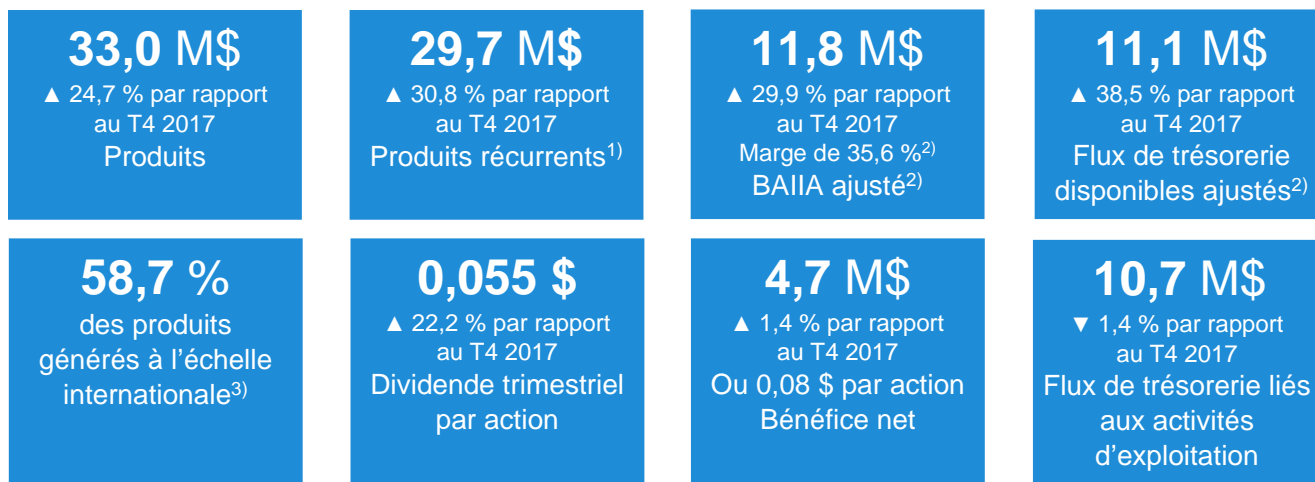 33,0 M$
▲ 24,7 % par rapport
au T4 2017
Produits
29,7 M$
▲ 30,8 % par rapport
au T4 2017
Produits récurrents1)
11,8 M$
▲ 29,9 % par rapport
au T4 2017
Marge de 35,6 %2)
BAIIA ajusté2)
11,1 M$
▲ 38,5 % par rapport
au T4 2017
Flux de trésorerie
disponibles ajustés2)
58,7 %
des produits
générés à l’échelle
internationale3)
0,055 $
▲ 22,2 % par rapport
au T4 2017
Dividende trimestriel
par action
4,7 M$
▲ 1,4 % par rapport
au T4 2017
Ou 0,08 $ par action
Bénéfice net
10,7 M$
▼ 1,4 % par rapport
au T4 2017
Flux de trésorerie liés
aux activités
d’exploitation